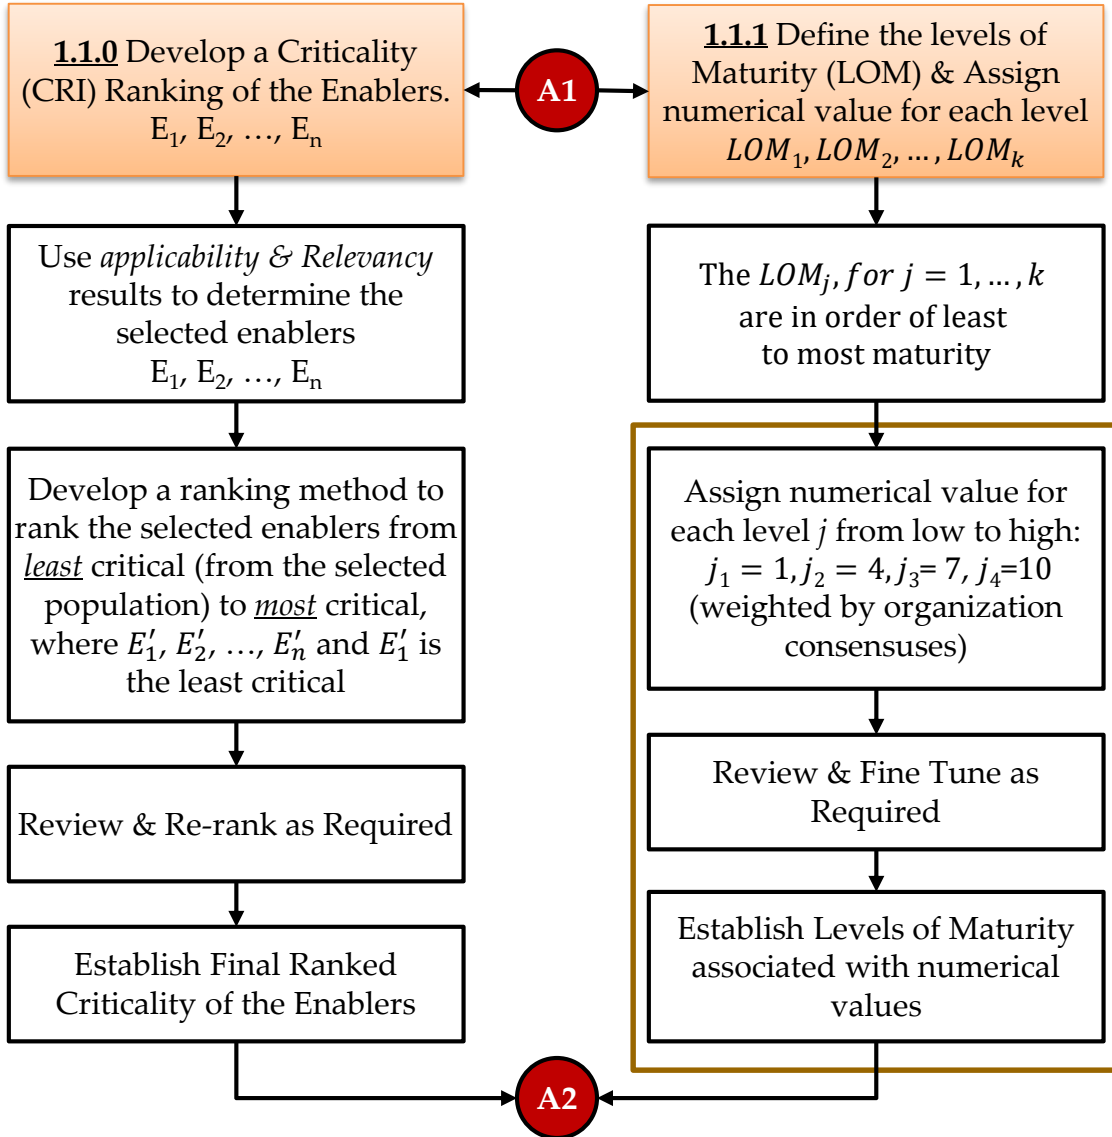 1.1.0 Develop a Criticality
(CRI) Ranking of the Enablers.
E₁, E₂, …, Eₙ
A1
1.1.1 Define the levels of
Maturity (LOM) & Assign
numerical value for each level
LOM₁, LOM₂, … , LOMₖ
Use applicability & Relevancy
results to determine the
selected enablers
E₁, E₂, …, Eₙ
The LOMⱼ, for j = 1, … , k
are in order of least
to most maturity
Develop a ranking method to
rank the selected enablers from
least critical (from the selected
population) to most critical,
where E′₁, E′₂, …, E′ₙ and E′₁ is
the least critical
Assign numerical value for
each level j from low to high:
j₁ = 1, j₂ = 4, j₃= 7, j₄=10
(weighted by organization
consensuses)
Review & Re-rank as Required
Review & Fine Tune as
Required
Establish Final Ranked
Criticality of the Enablers
Establish Levels of Maturity
associated with numerical
values
A2